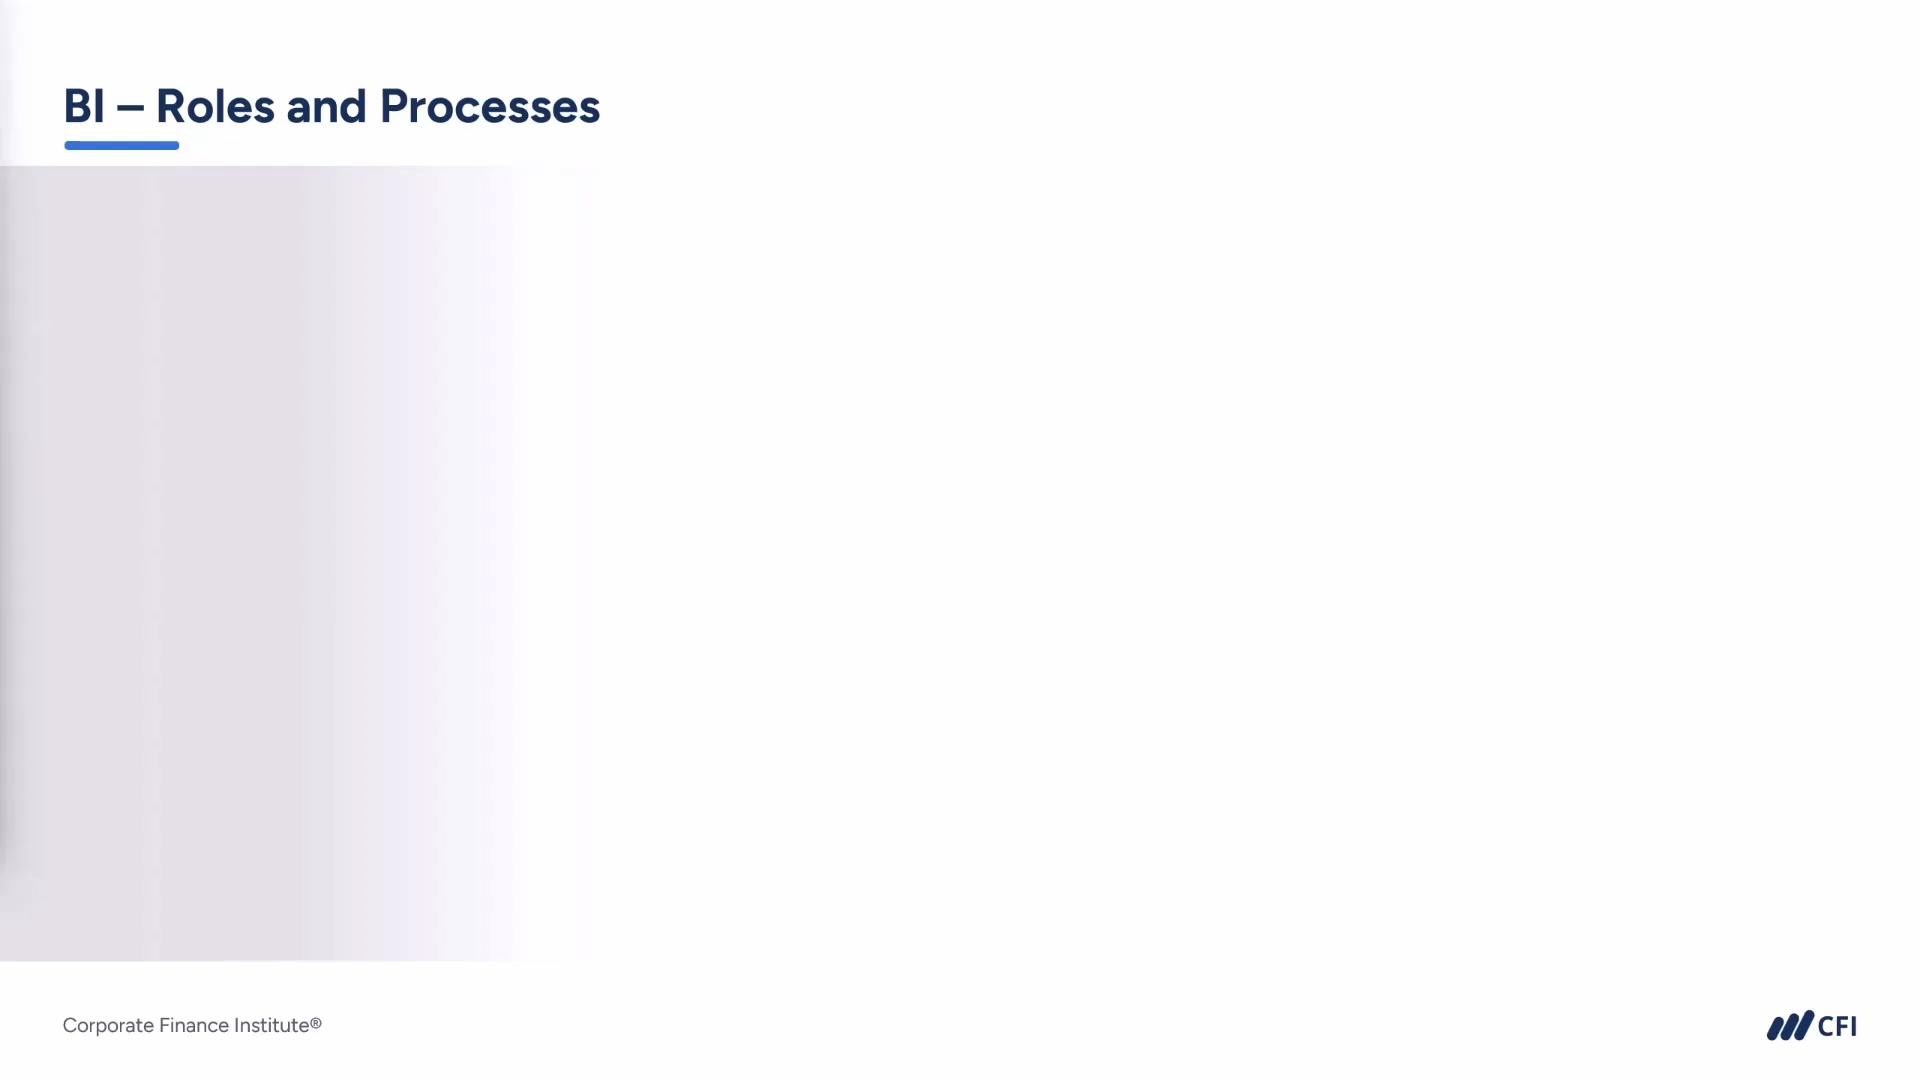 BI – Roles and Processes
Corporate Finance Institute®
CFI